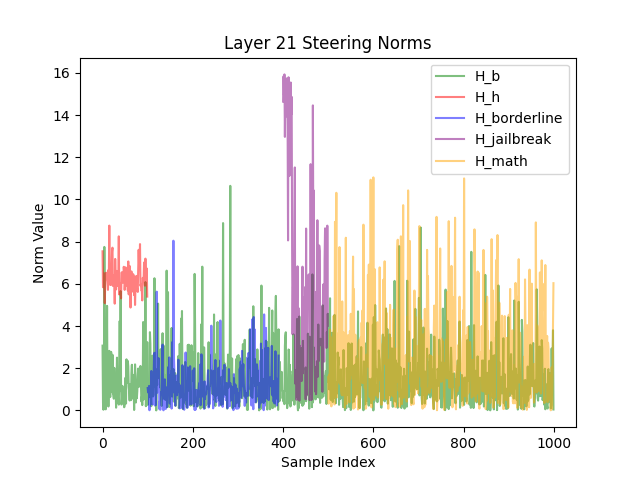 Layer 21 Steering Norms
H_b
H_h
H_borderline
H_jailbreak
H_math
Norm Value
16
14
12
10
8
6
4
2
0
0 200 400 600 800 1000
Sample Index